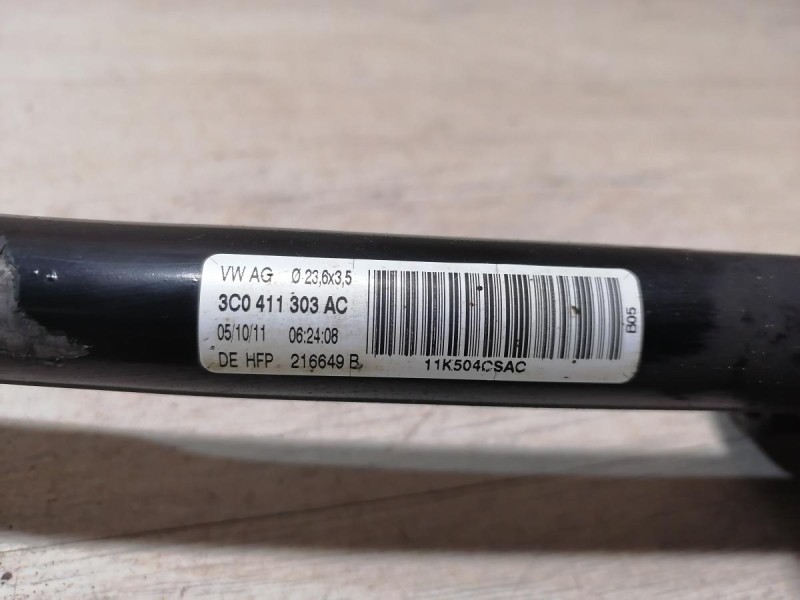 VW AG Ø 23,6x3,5
3C0 411 303 AC
05/10/11 06:24:08
DE HFP 216649 B
11K504CSAC
B05